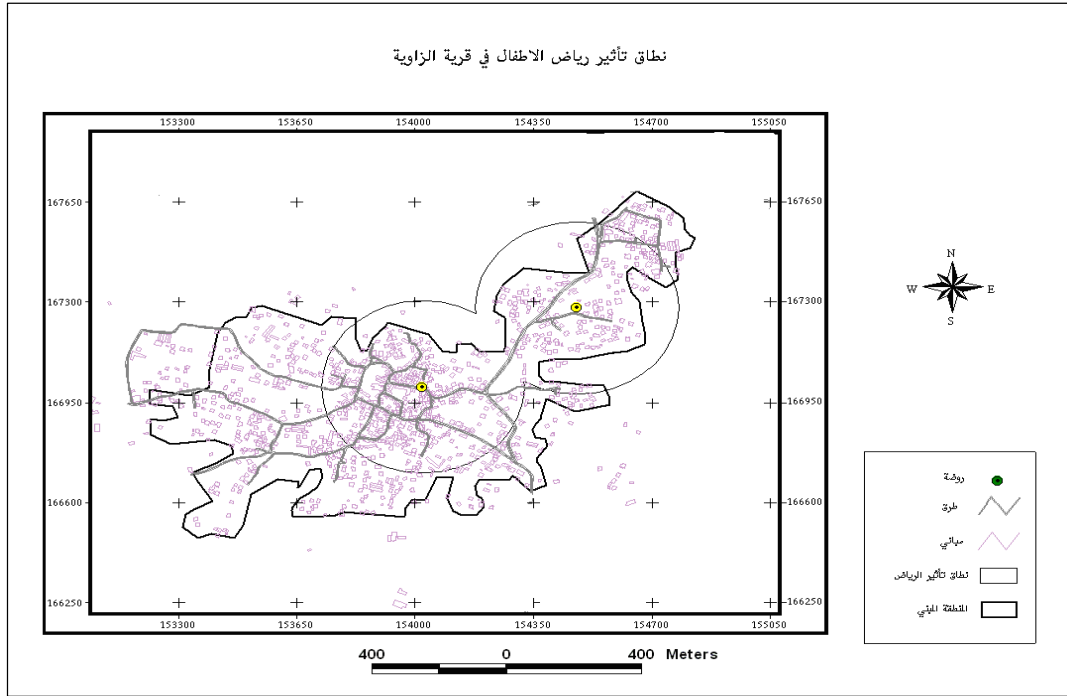 نطاق تأثير رياض الاطفال في قرية الزاوية
153300 153650 154000 154350 154700 155050
167650 167650
167300 167300
166950 166950
166600 166600
166250 166250
153300 153650 154000 154350 154700 155050
N
W E
S
روضة
طرق
مباني
نطاق تأثير الرياض
المنطقة المبني
400 0 400 Meters